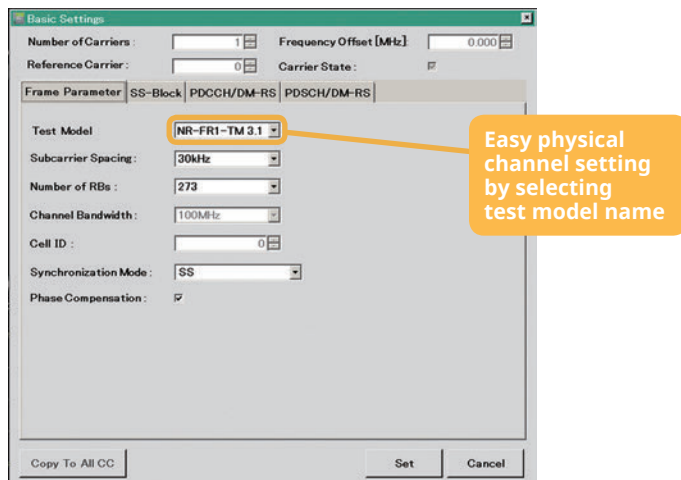 Basic Settings
Number of Carriers : 1 Frequency Offset [MHz]: 0.000
Reference Carrier : 0 Carrier State :
Frame Parameter SS-Block PDCCH/DM-RS PDSCH/DM-RS
Test Model NR-FR1-TM 3.1
Subcarrier Spacing : 30kHz
Number of RBs : 273
Channel Bandwidth : 100MHz
Cell ID : 0
Synchronization Mode : SS
Phase Compensation :
Easy physical
channel setting
by selecting
test model name
Copy To All CC Set Cancel